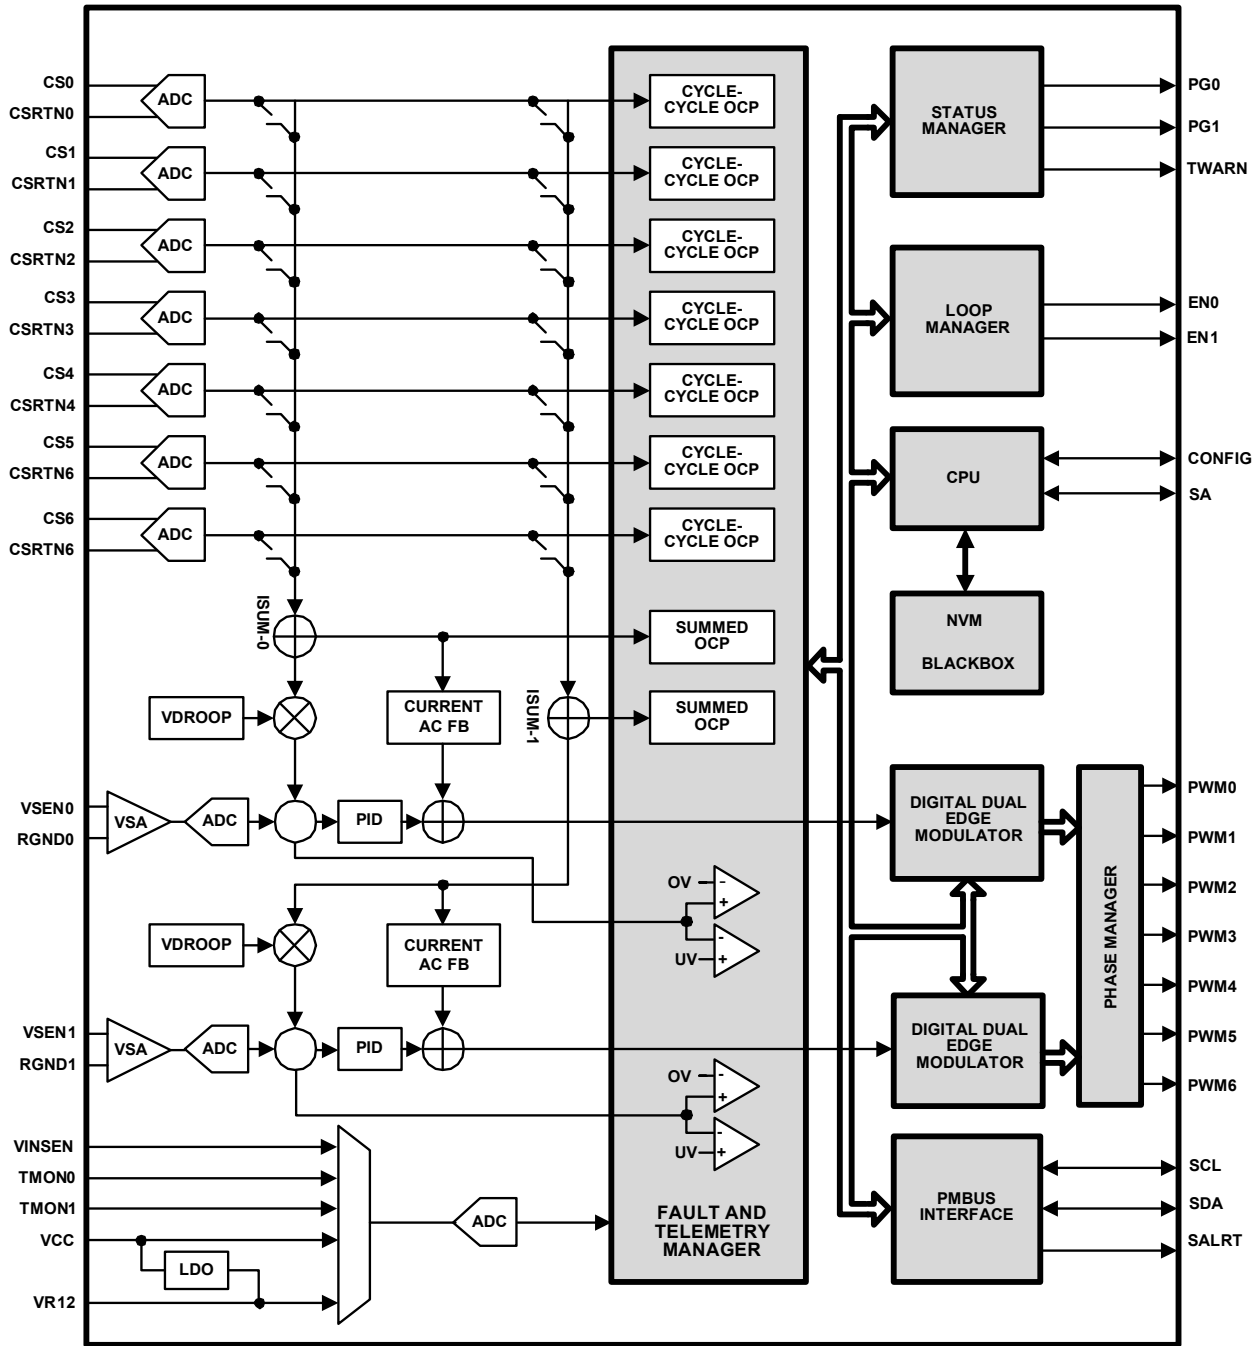 CS0
CSRTN0
ADC
CYCLE-
CYCLE OCP
CS1
CSRTN1
ADC
CYCLE-
CYCLE OCP
CS2
CSRTN2
ADC
CYCLE-
CYCLE OCP
CS3
CSRTN3
ADC
CYCLE-
CYCLE OCP
CS4
CSRTN4
ADC
CYCLE-
CYCLE OCP
CS5
CSRTN6
ADC
CYCLE-
CYCLE OCP
CS6
CSRTN6
ADC
CYCLE-
CYCLE OCP
ISUM-0
SUMMED
OCP
VDROOP
CURRENT
AC FB
ISUM-1
SUMMED
OCP
VSEN0
RGND0
VSA
ADC
PID
OV
-
+
-
+
UV
VDROOP
CURRENT
AC FB
VSEN1
RGND1
VSA
ADC
PID
OV
-
+
-
+
UV
VINSEN
TMON0
TMON1
VCC
LDO
VR12
ADC
FAULT AND
TELEMETRY
MANAGER
STATUS
MANAGER
PG0
PG1
TWARN
LOOP
MANAGER
EN0
EN1
CPU
CONFIG
SA
NVM
BLACKBOX
DIGITAL DUAL
EDGE
MODULATOR
DIGITAL DUAL
EDGE
MODULATOR
PHASE MANAGER
PWM0
PWM1
PWM2
PWM3
PWM4
PWM5
PWM6
PMBUS
INTERFACE
SCL
SDA
SALRT